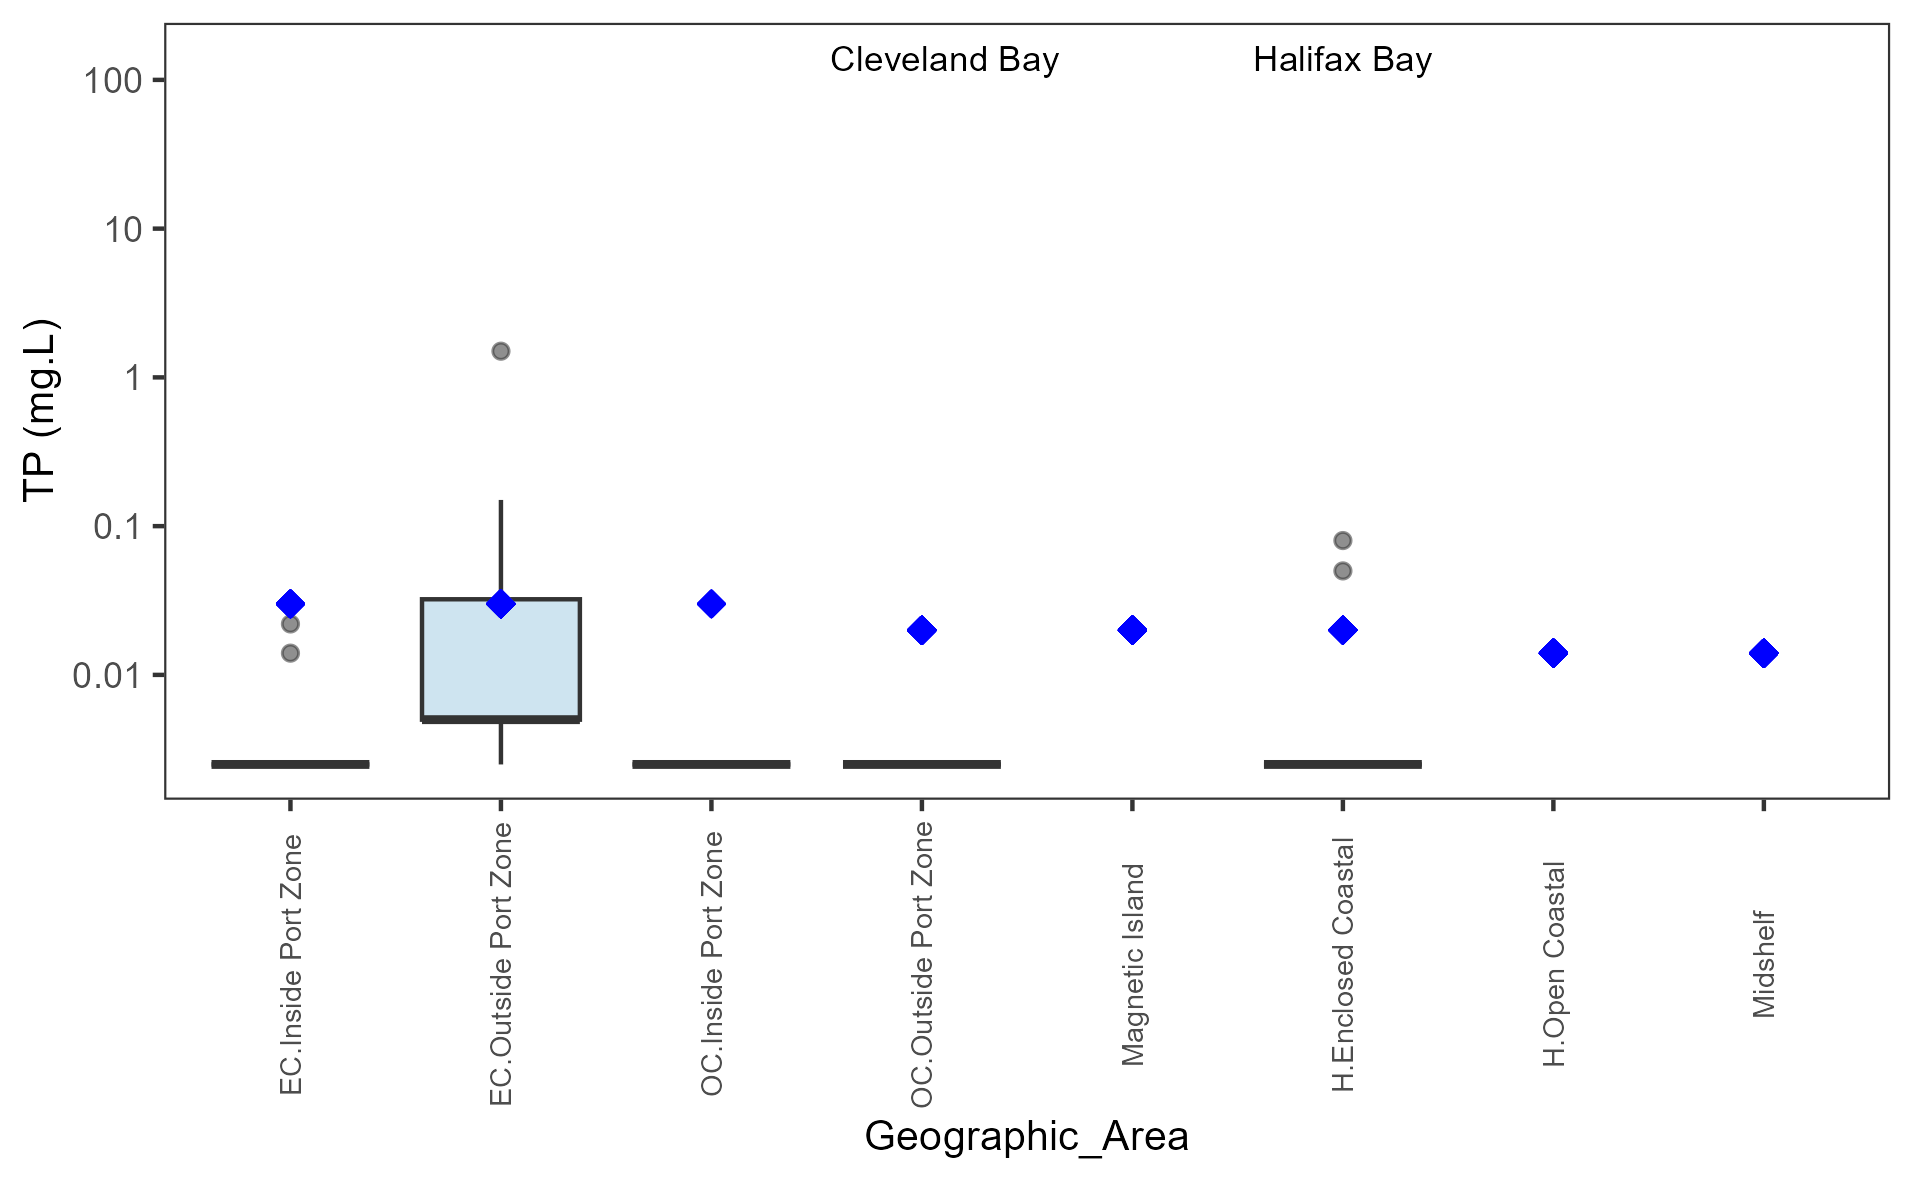 Cleveland Bay
Halifax Bay
100
10
1
0.1
0.01
TP (mg.L)
EC.Inside Port Zone
EC.Outside Port Zone
OC.Inside Port Zone
OC.Outside Port Zone
Magnetic Island
H.Enclosed Coastal
H.Open Coastal
Midshelf
Geographic_Area